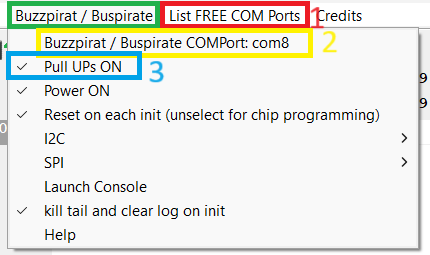 Buzzpirat / Buspirate List FREE COM Ports 1 Credits
Buzzpirat / Buspirate COMPort: com8 2
✓ Pull UPs ON 3
✓ Power ON
✓ Reset on each init (unselect for chip programming)
I2C >
SPI >
Launch Console
✓ kill tail and clear log on init
Help
9
9